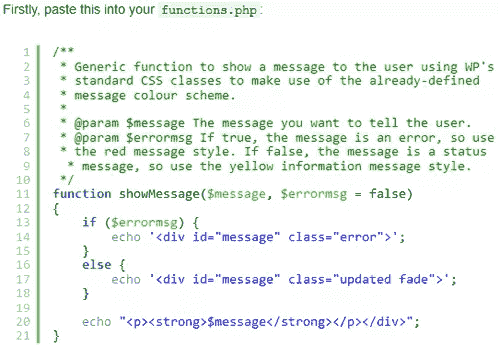 Firstly, paste this into your functions.php:
1 /**
2  * Generic function to show a message to the user using WP's
3  * standard CSS classes to make use of the already-defined
4  * message colour scheme.
5  *
6  * @param $message The message you want to tell the user.
7  * @param $errormsg If true, the message is an error, so use
8  * the red message style. If false, the message is a status
9   * message, so use the yellow information message style.
10  */
11 function showMessage($message, $errormsg = false)
12 {
13     if ($errormsg) {
14         echo '<div id="message" class="error">';
15     }
16     else {
17         echo '<div id="message" class="updated fade">';
18     }
19
20     echo "<p><strong>$message</strong></p></div>";
21 }